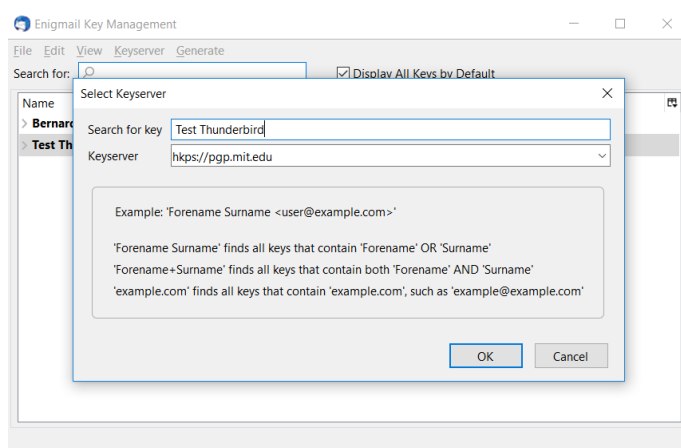 Enigmail Key Management
File Edit View Keyserver Generate
Search for:
Display All Keys by Default
Select Keyserver
Name
Search for key Test Thunderbird
Keyserver hkps://pgp.mit.edu
Example: 'Forename Surname <user@example.com>'
'Forename Surname' finds all keys that contain 'Forename' OR 'Surname'
'Forename+Surname' finds all keys that contain both 'Forename' AND 'Surname'
'example.com' finds all keys that contain 'example.com', such as 'example@example.com'
OK Cancel